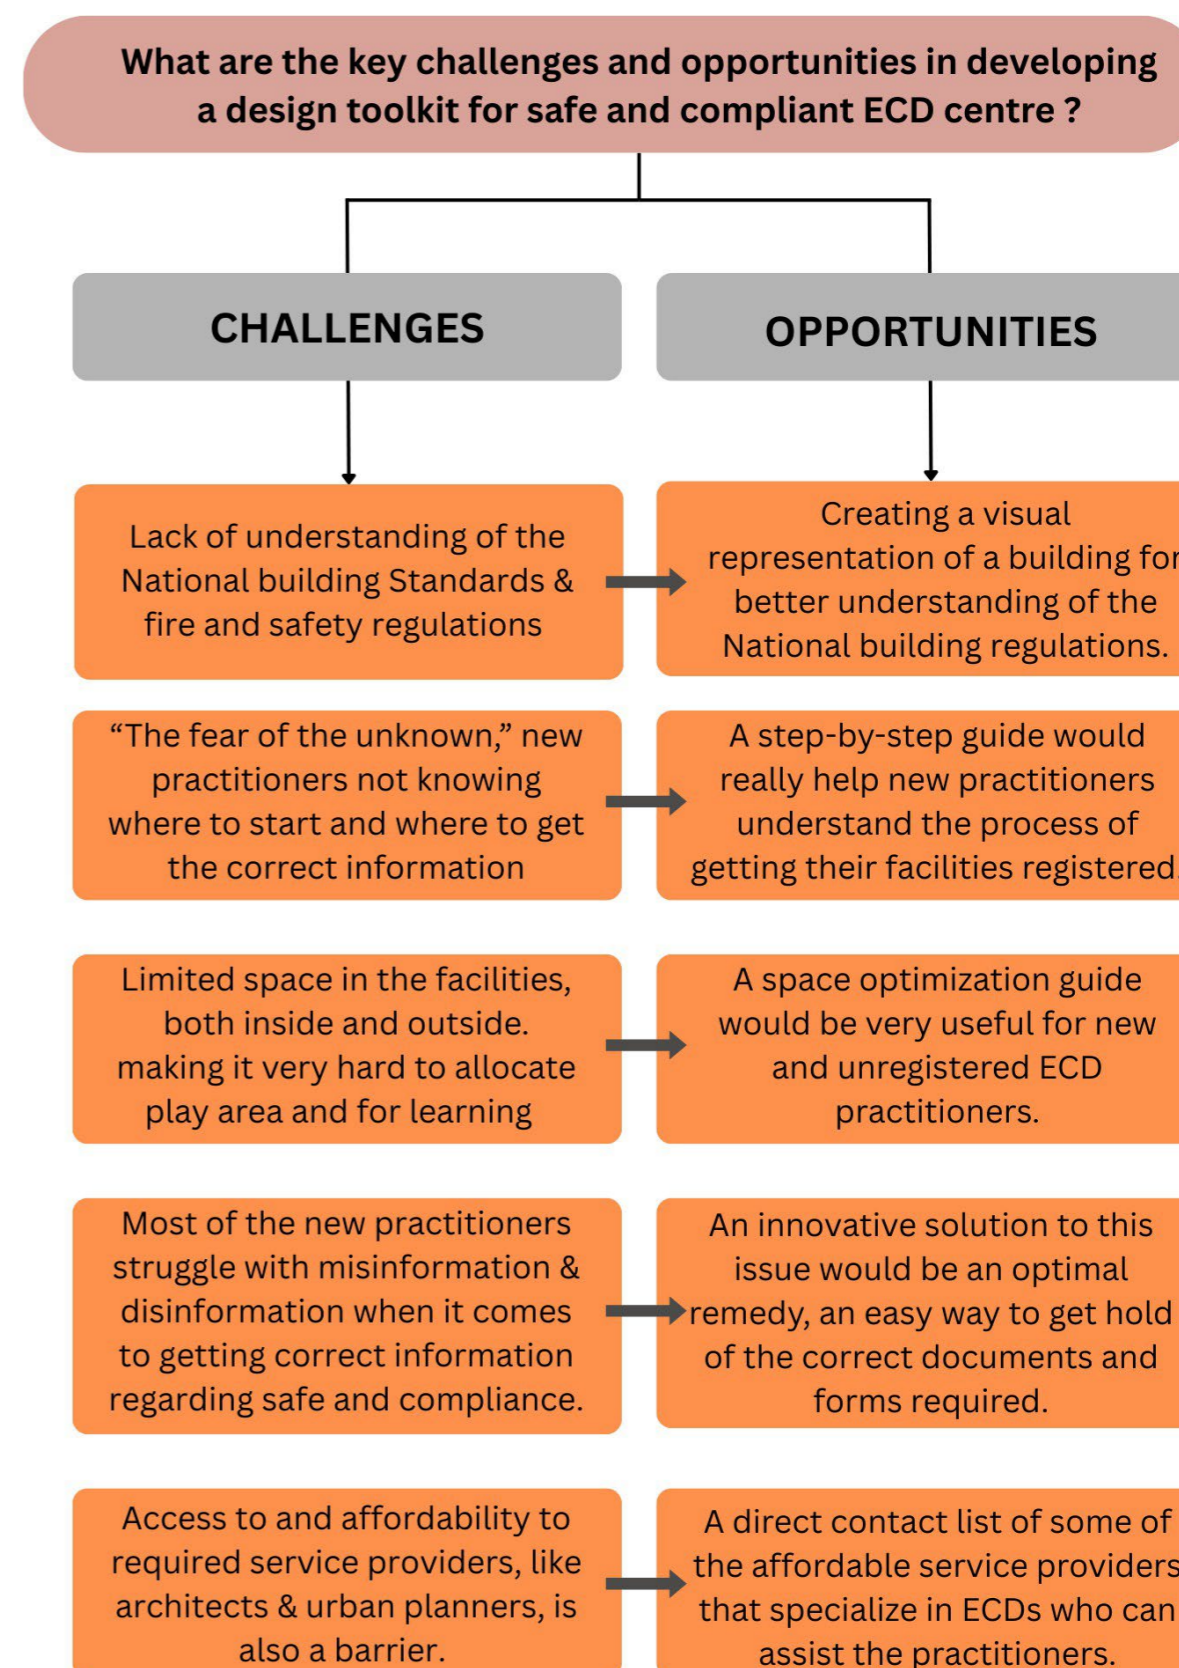 What are the key challenges and opportunities in developing
a design toolkit for safe and compliant ECD centre ?
CHALLENGES
OPPORTUNITIES
Lack of understanding of the
National building Standards &
fire and safety regulations
Creating a visual
representation of a building for
better understanding of the
National building regulations.
“The fear of the unknown,” new
practitioners not knowing
where to start and where to get
the correct information
A step-by-step guide would
really help new practitioners
understand the process of
getting their facilities registered.
Limited space in the facilities,
both inside and outside.
making it very hard to allocate
play area and for learning
A space optimization guide
would be very useful for new
and unregistered ECD
practitioners.
Most of the new practitioners
struggle with misinformation &
disinformation when it comes
to getting correct information
regarding safe and compliance.
An innovative solution to this
issue would be an optimal
remedy, an easy way to get hold
of the correct documents and
forms required.
Access to and affordability to
required service providers, like
architects & urban planners, is
also a barrier.
A direct contact list of some of
the affordable service providers
that specialize in ECDs who can
assist the practitioners.